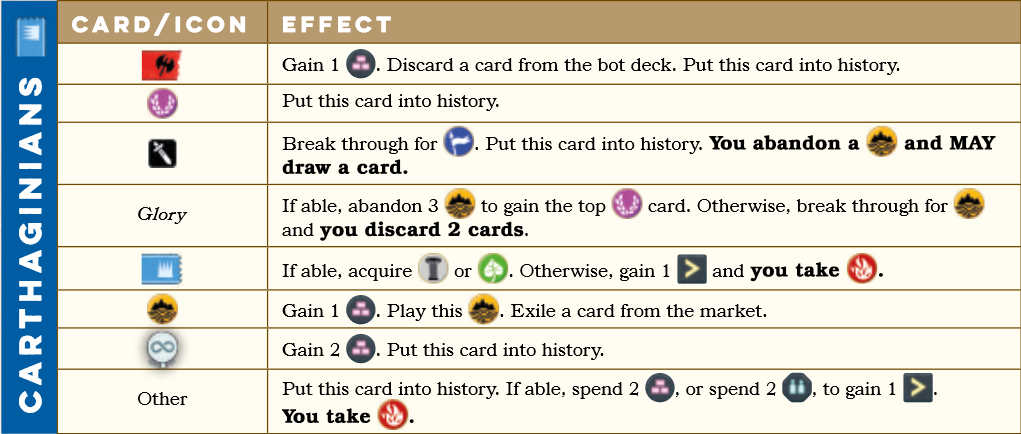 CARTHAGINIANS
CARD/ICON EFFECT
Gain 1 . Discard a card from the bot deck. Put this card into history.
Put this card into history.
Break through for . Put this card into history. You abandon a and MAY
draw a card.
Glory If able, abandon 3 to gain the top card. Otherwise, break through for
and you discard 2 cards.
If able, acquire or . Otherwise, gain 1 and you take .
Gain 1 . Play this . Exile a card from the market.
Gain 2 . Put this card into history.
Other Put this card into history. If able, spend 2 , or spend 2 , to gain 1 .
You take .